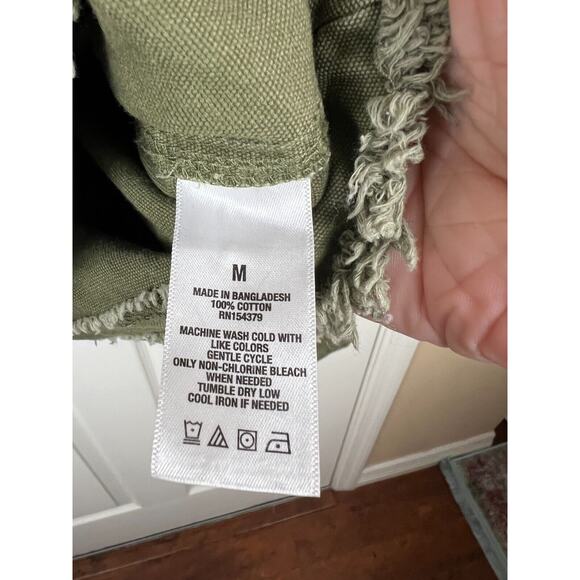 M
MADE IN BANGLADESH
100% COTTON
RN154379
MACHINE WASH COLD WITH
LIKE COLORS
GENTLE CYCLE
ONLY NON-CHLORINE BLEACH
WHEN NEEDED
TUMBLE DRY LOW
COOL IRON IF NEEDED